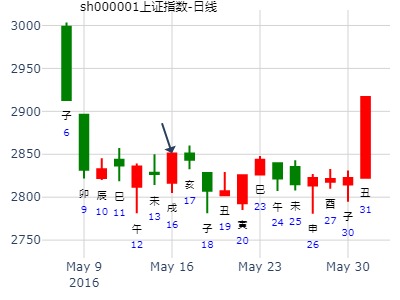 sh000001上证指数-日线
3000
2950
2900
2850
2800
2750
子
6
卯
9
辰
10
巳
11
午
12
未
13
戌
16
亥
17
子
18
丑
19
寅
20
巳
23
午
24
未
25
申
26
酉
27
子
30
丑
31
May 9
2016
May 16
May 23
May 30